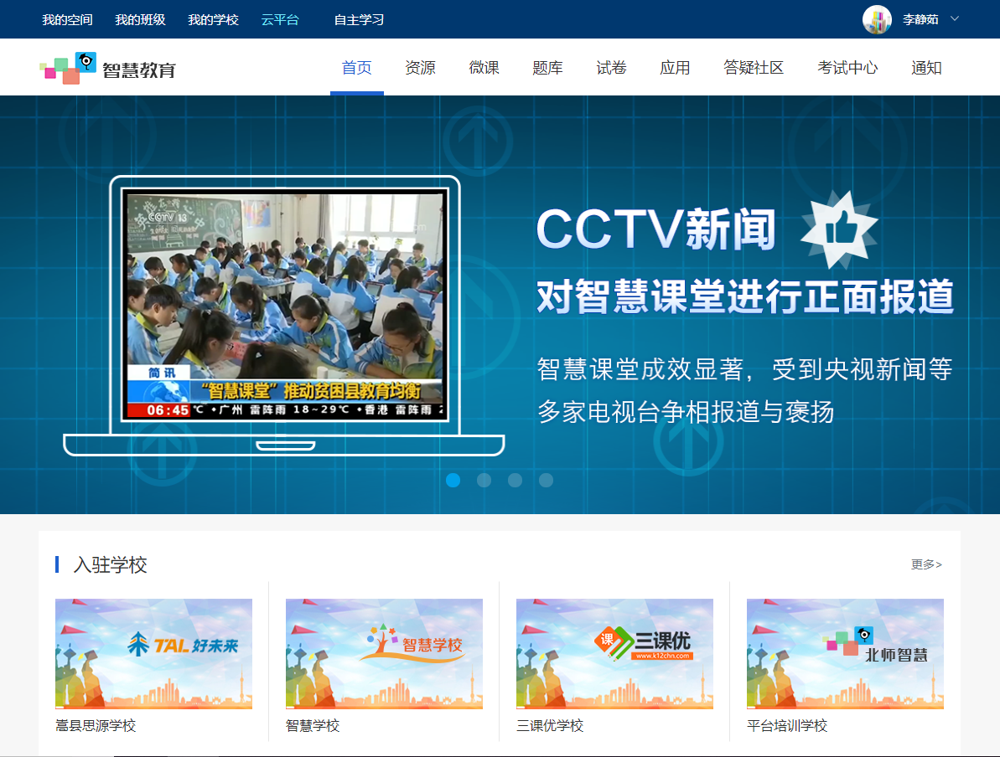 我的空间 我的班级 我的学校 云平台 自主学习 李静茹
智慧教育 首页 资源 微课 题库 试卷 应用 答疑社区 考试中心 通知
CCTV 13
简讯
“智慧课堂”推动贫困县教育均衡
06:45 ℃ •广州 雷阵雨 18~29℃ •香港 雷阵雨 2
CCTV新闻
对智慧课堂进行正面报道
智慧课堂成效显著，受到央视新闻等
多家电视台争相报道与褒扬
入驻学校 更多>
TAL 好未来
智慧学校
课 三课优
www.k12chn.com
北师智慧
嵩县思源学校 智慧学校 三课优学校 平台培训学校